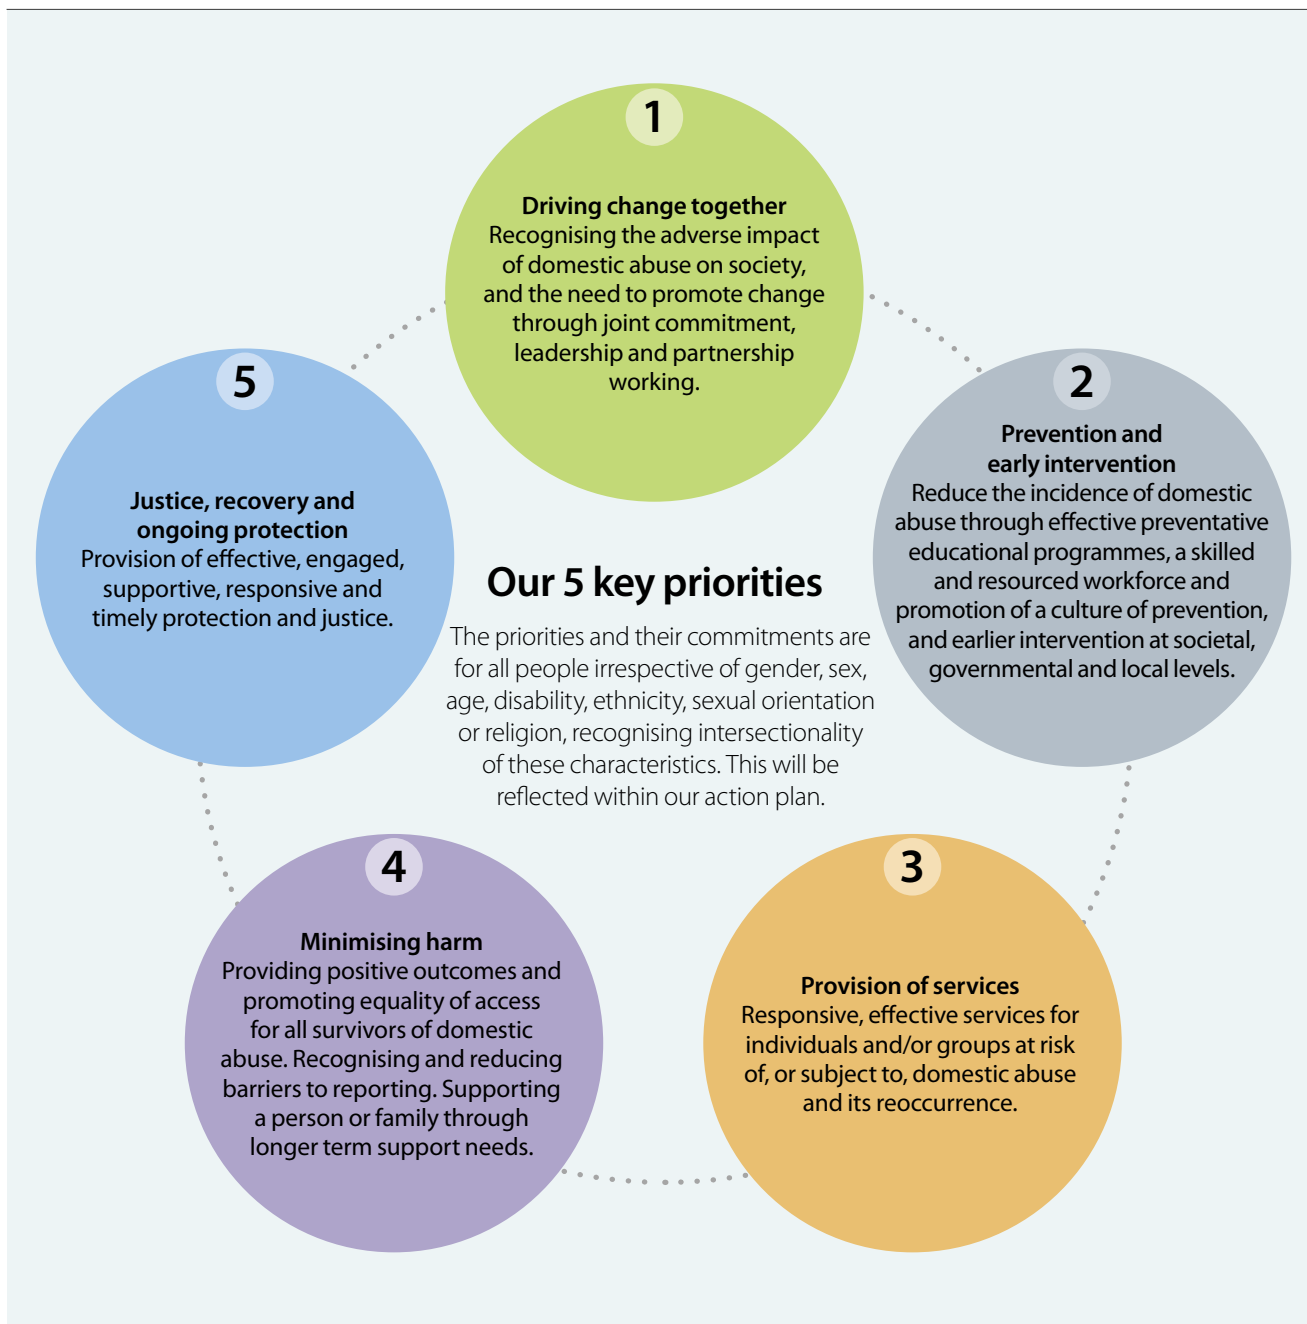 1
Driving change together
Recognising the adverse impact
of domestic abuse on society,
and the need to promote change
through joint commitment,
leadership and partnership
working.
2
Prevention and
early intervention
Reduce the incidence of domestic
abuse through effective preventative
educational programmes, a skilled
and resourced workforce and
promotion of a culture of prevention,
and earlier intervention at societal,
governmental and local levels.
3
Provision of services
Responsive, effective services for
individuals and/or groups at risk
of, or subject to, domestic abuse
and its reoccurrence.
4
Minimising harm
Providing positive outcomes and
promoting equality of access
for all survivors of domestic
abuse. Recognising and reducing
barriers to reporting. Supporting
a person or family through
longer term support needs.
5
Justice, recovery and
ongoing protection
Provision of effective, engaged,
supportive, responsive and
timely protection and justice.
Our 5 key priorities
The priorities and their commitments are
for all people irrespective of gender, sex,
age, disability, ethnicity, sexual orientation
or religion, recognising intersectionality
of these characteristics. This will be
reflected within our action plan.